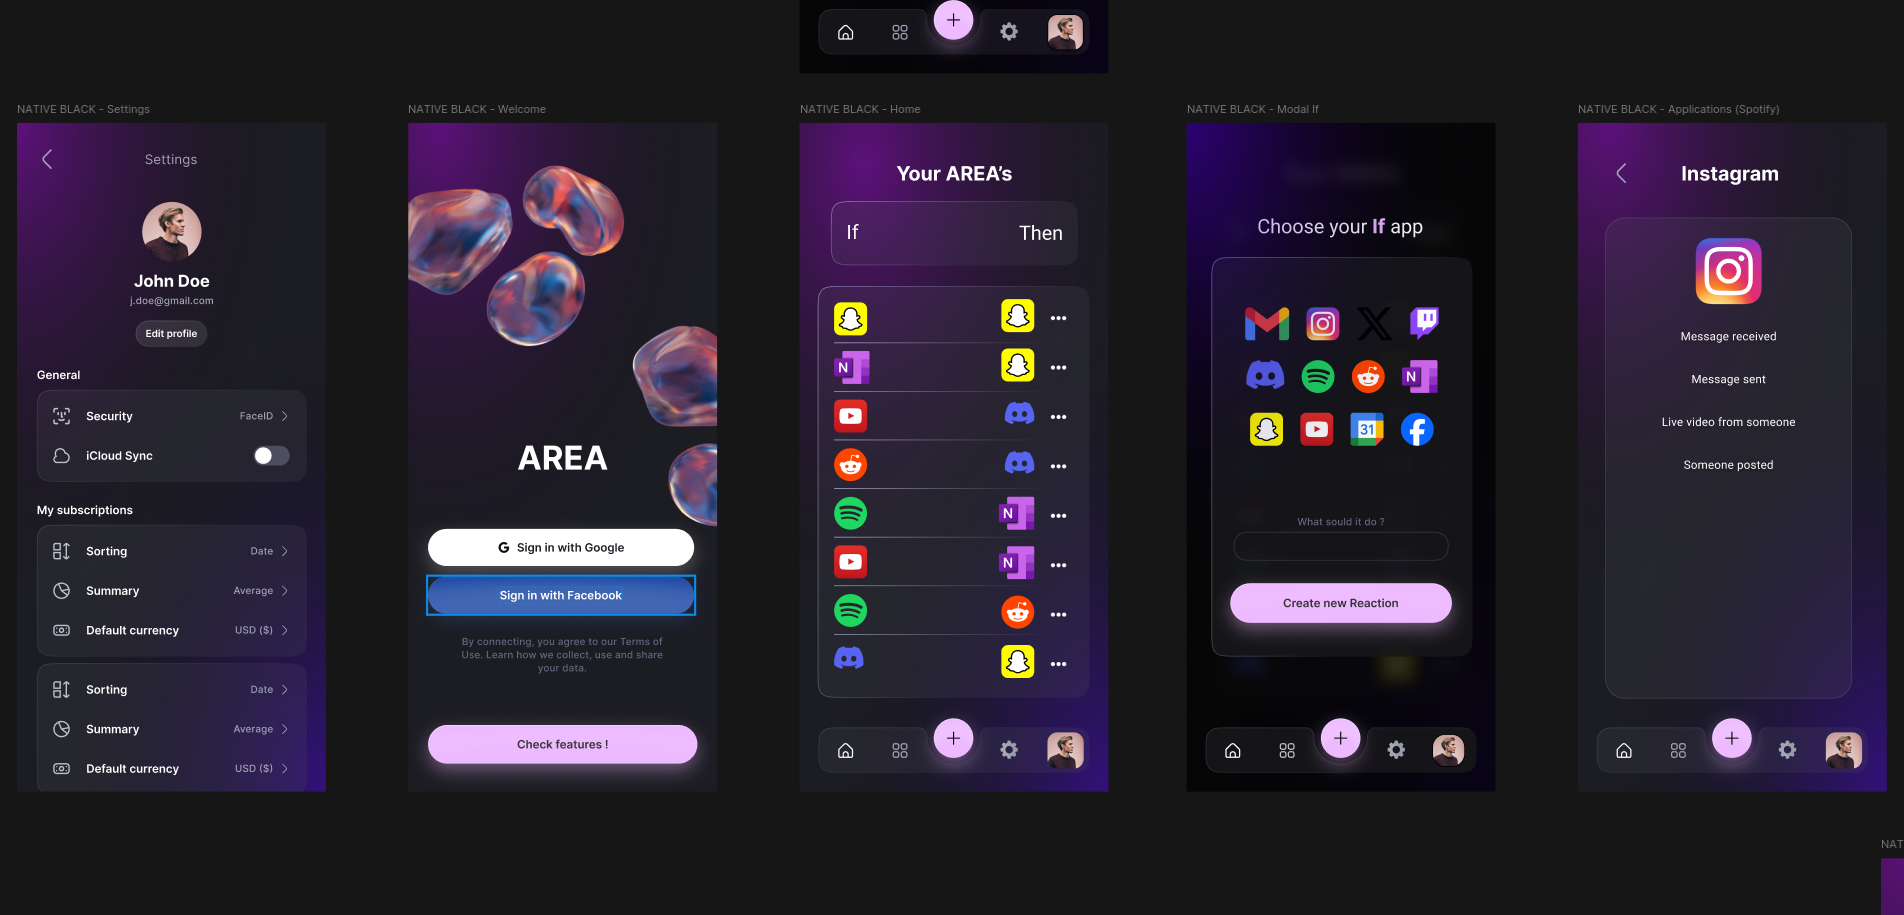 NATIVE BLACK - Settings
Settings
John Doe
j.doe@gmail.com
Edit profile
General
Security FaceID
iCloud Sync
My subscriptions
Sorting Date
Summary Average
Default currency USD ($)
Sorting Date
Summary Average
Default currency USD ($)
NATIVE BLACK - Welcome
AREA
G Sign in with Google
Sign in with Facebook
By connecting, you agree to our Terms of
Use. Learn how we collect, use and share
your data.
Check features !
NATIVE BLACK - Home
Your AREA's
If Then
N
N
N
NATIVE BLACK - Modal If
Choose your If app
N
31
What sould it do ?
Create new Reaction
NATIVE BLACK - Applications (Spotify)
Instagram
Message received
Message sent
Live video from someone
Someone posted
NAT